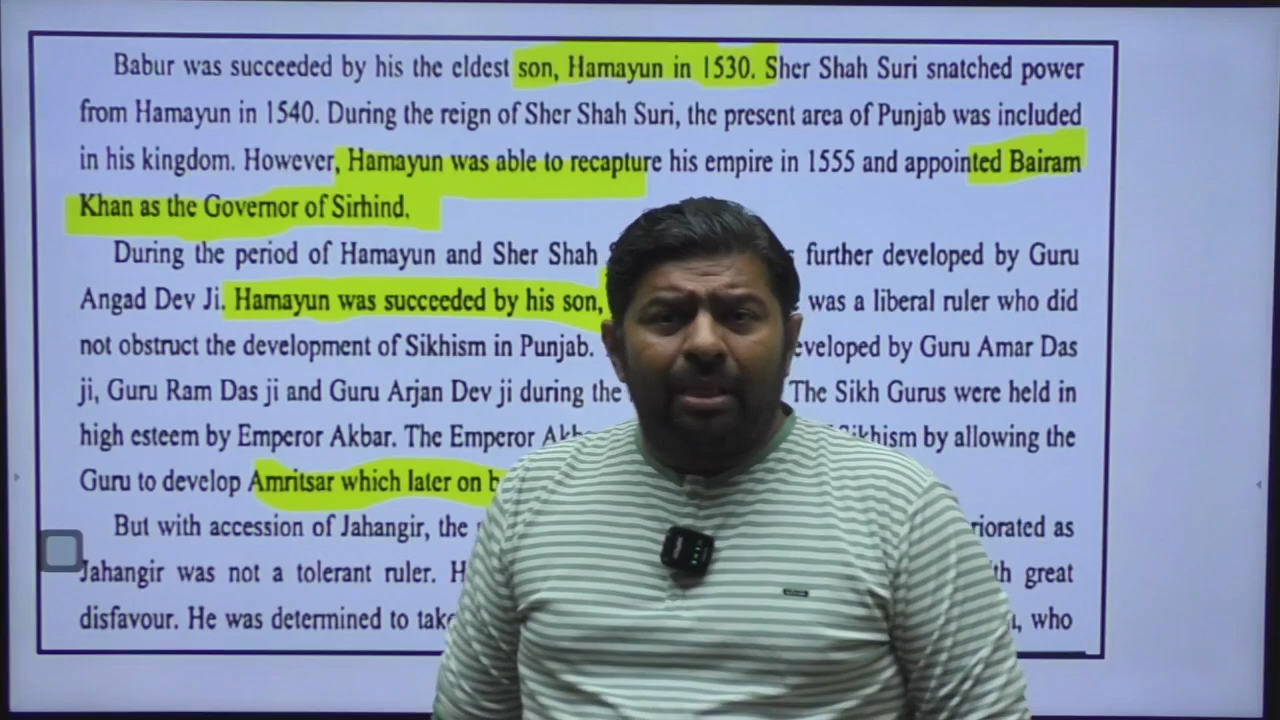 Babur was succeeded by his the eldest son, Hamayun in 1530. Sher Shah Suri snatched power
from Hamayun in 1540. During the reign of Sher Shah Suri, the present area of Punjab was included
in his kingdom. However, Hamayun was able to recapture his empire in 1555 and appointed Bairam
Khan as the Governor of Sirhind.
During the period of Hamayun and Sher Shah further developed by Guru
Angad Dev Ji. Hamayun was succeeded by his son, was a liberal ruler who did
not obstruct the development of Sikhism in Punjab. by Guru Amar Das
ji, Guru Ram Das ji and Guru Arjan Dev ji during the The Sikh Gurus were held in
high esteem by Emperor Akbar. The Emperor by allowing the
Guru to develop Amritsar which later on
But with accession of Jahangir, the as
Jahangir was not a tolerant ruler. great
disfavour. He was determined to who